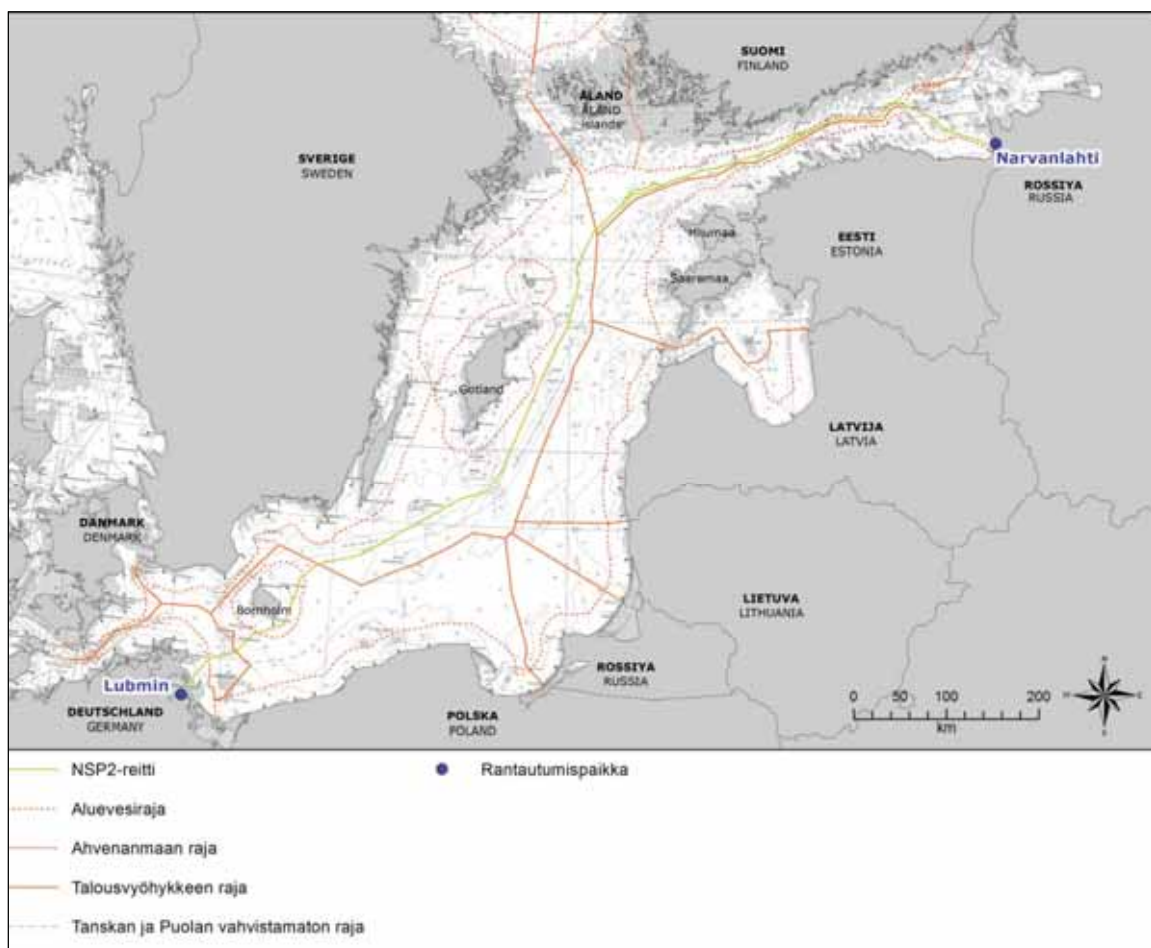 SUOMI
FINLAND
ÅLAND
ÅLAND
islands
SVERIGE
SWEDEN
Narvanlahti
ROSSIYA
RUSSIA
Hiiumaa
EESTI
ESTONIA
Saaremaa
Gotland
LATVIJA
LATVIA
DANMARK
DENMARK
LIETUVA
LITHUANIA
Bornholm
ROSSIYA
RUSSIA
Lubmin
DEUTSCHLAND
GERMANY
POLSKA
POLAND
0 50 100 200
km
NSP2-reitti
Rantautumispaikka
Aluevesiraja
Ahvenanmaan raja
Talousvyöhykkeen raja
Tanskan ja Puolan vahvistamaton raja